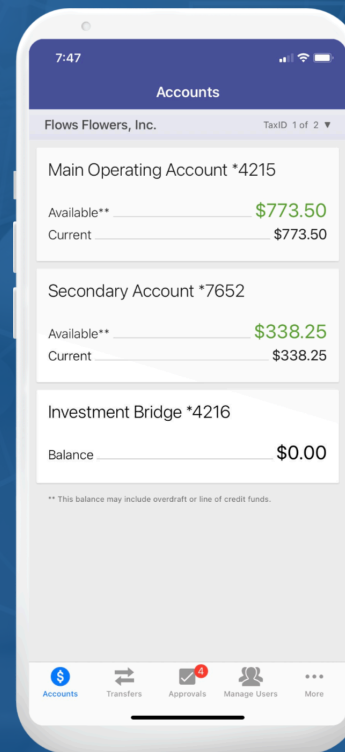 7:47
Accounts
Flows Flowers, Inc. TaxID 1 of 2 ▼
Main Operating Account *4215
Available** $773.50
Current $773.50
Secondary Account *7652
Available** $338.25
Current $338.25
Investment Bridge *4216
Balance $0.00
** This balance may include overdraft or line of credit funds.
4
Accounts Transfers Approvals Manage Users More